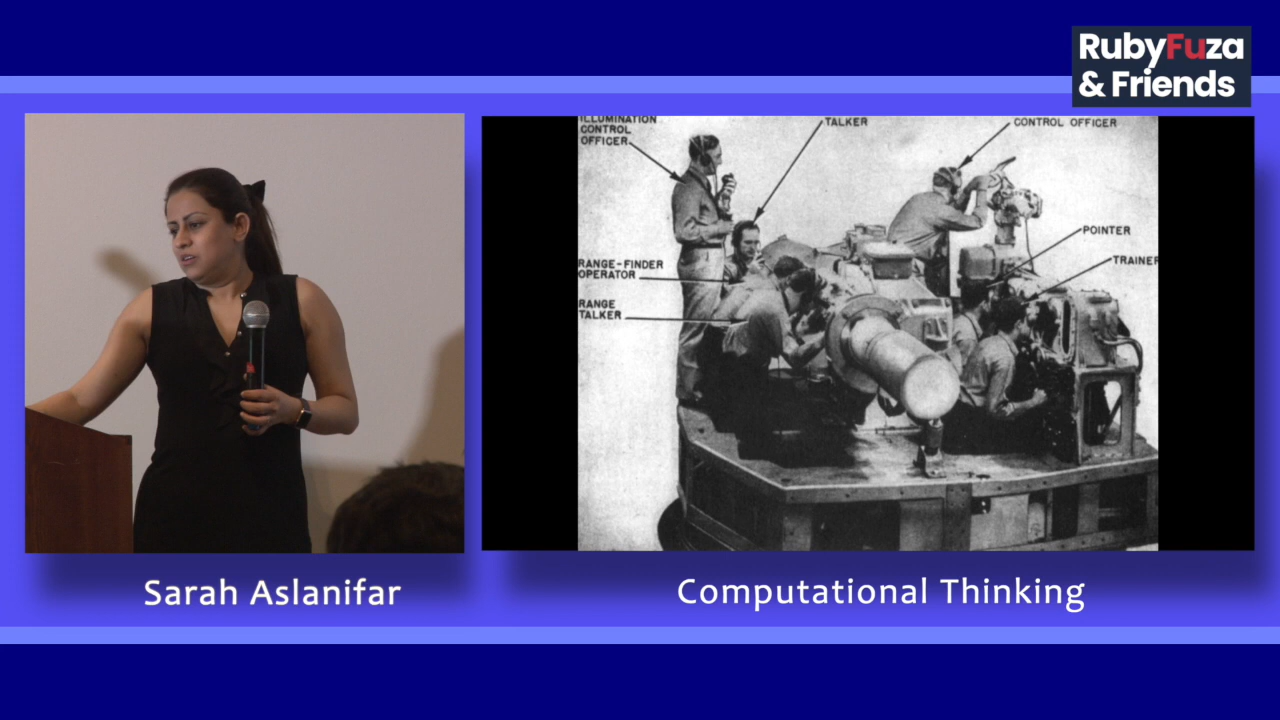 RubyFuza
& Friends
ILLUMINATION
CONTROL
OFFICER
TALKER
CONTROL OFFICER
POINTER
TRAINER
RANGE-FINDER
OPERATOR
RANGE
TALKER
Sarah Aslanifar
Computational Thinking